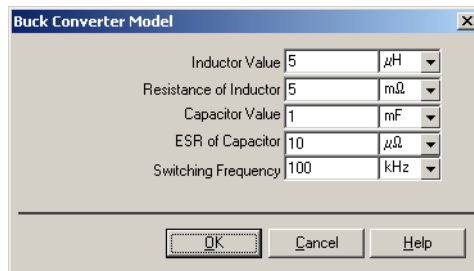 Buck Converter Model
Inductor Value 5 µH
Resistance of Inductor 5 mΩ
Capacitor Value 1 mF
ESR of Capacitor 10 µΩ
Switching Frequency 100 kHz
OK Cancel Help